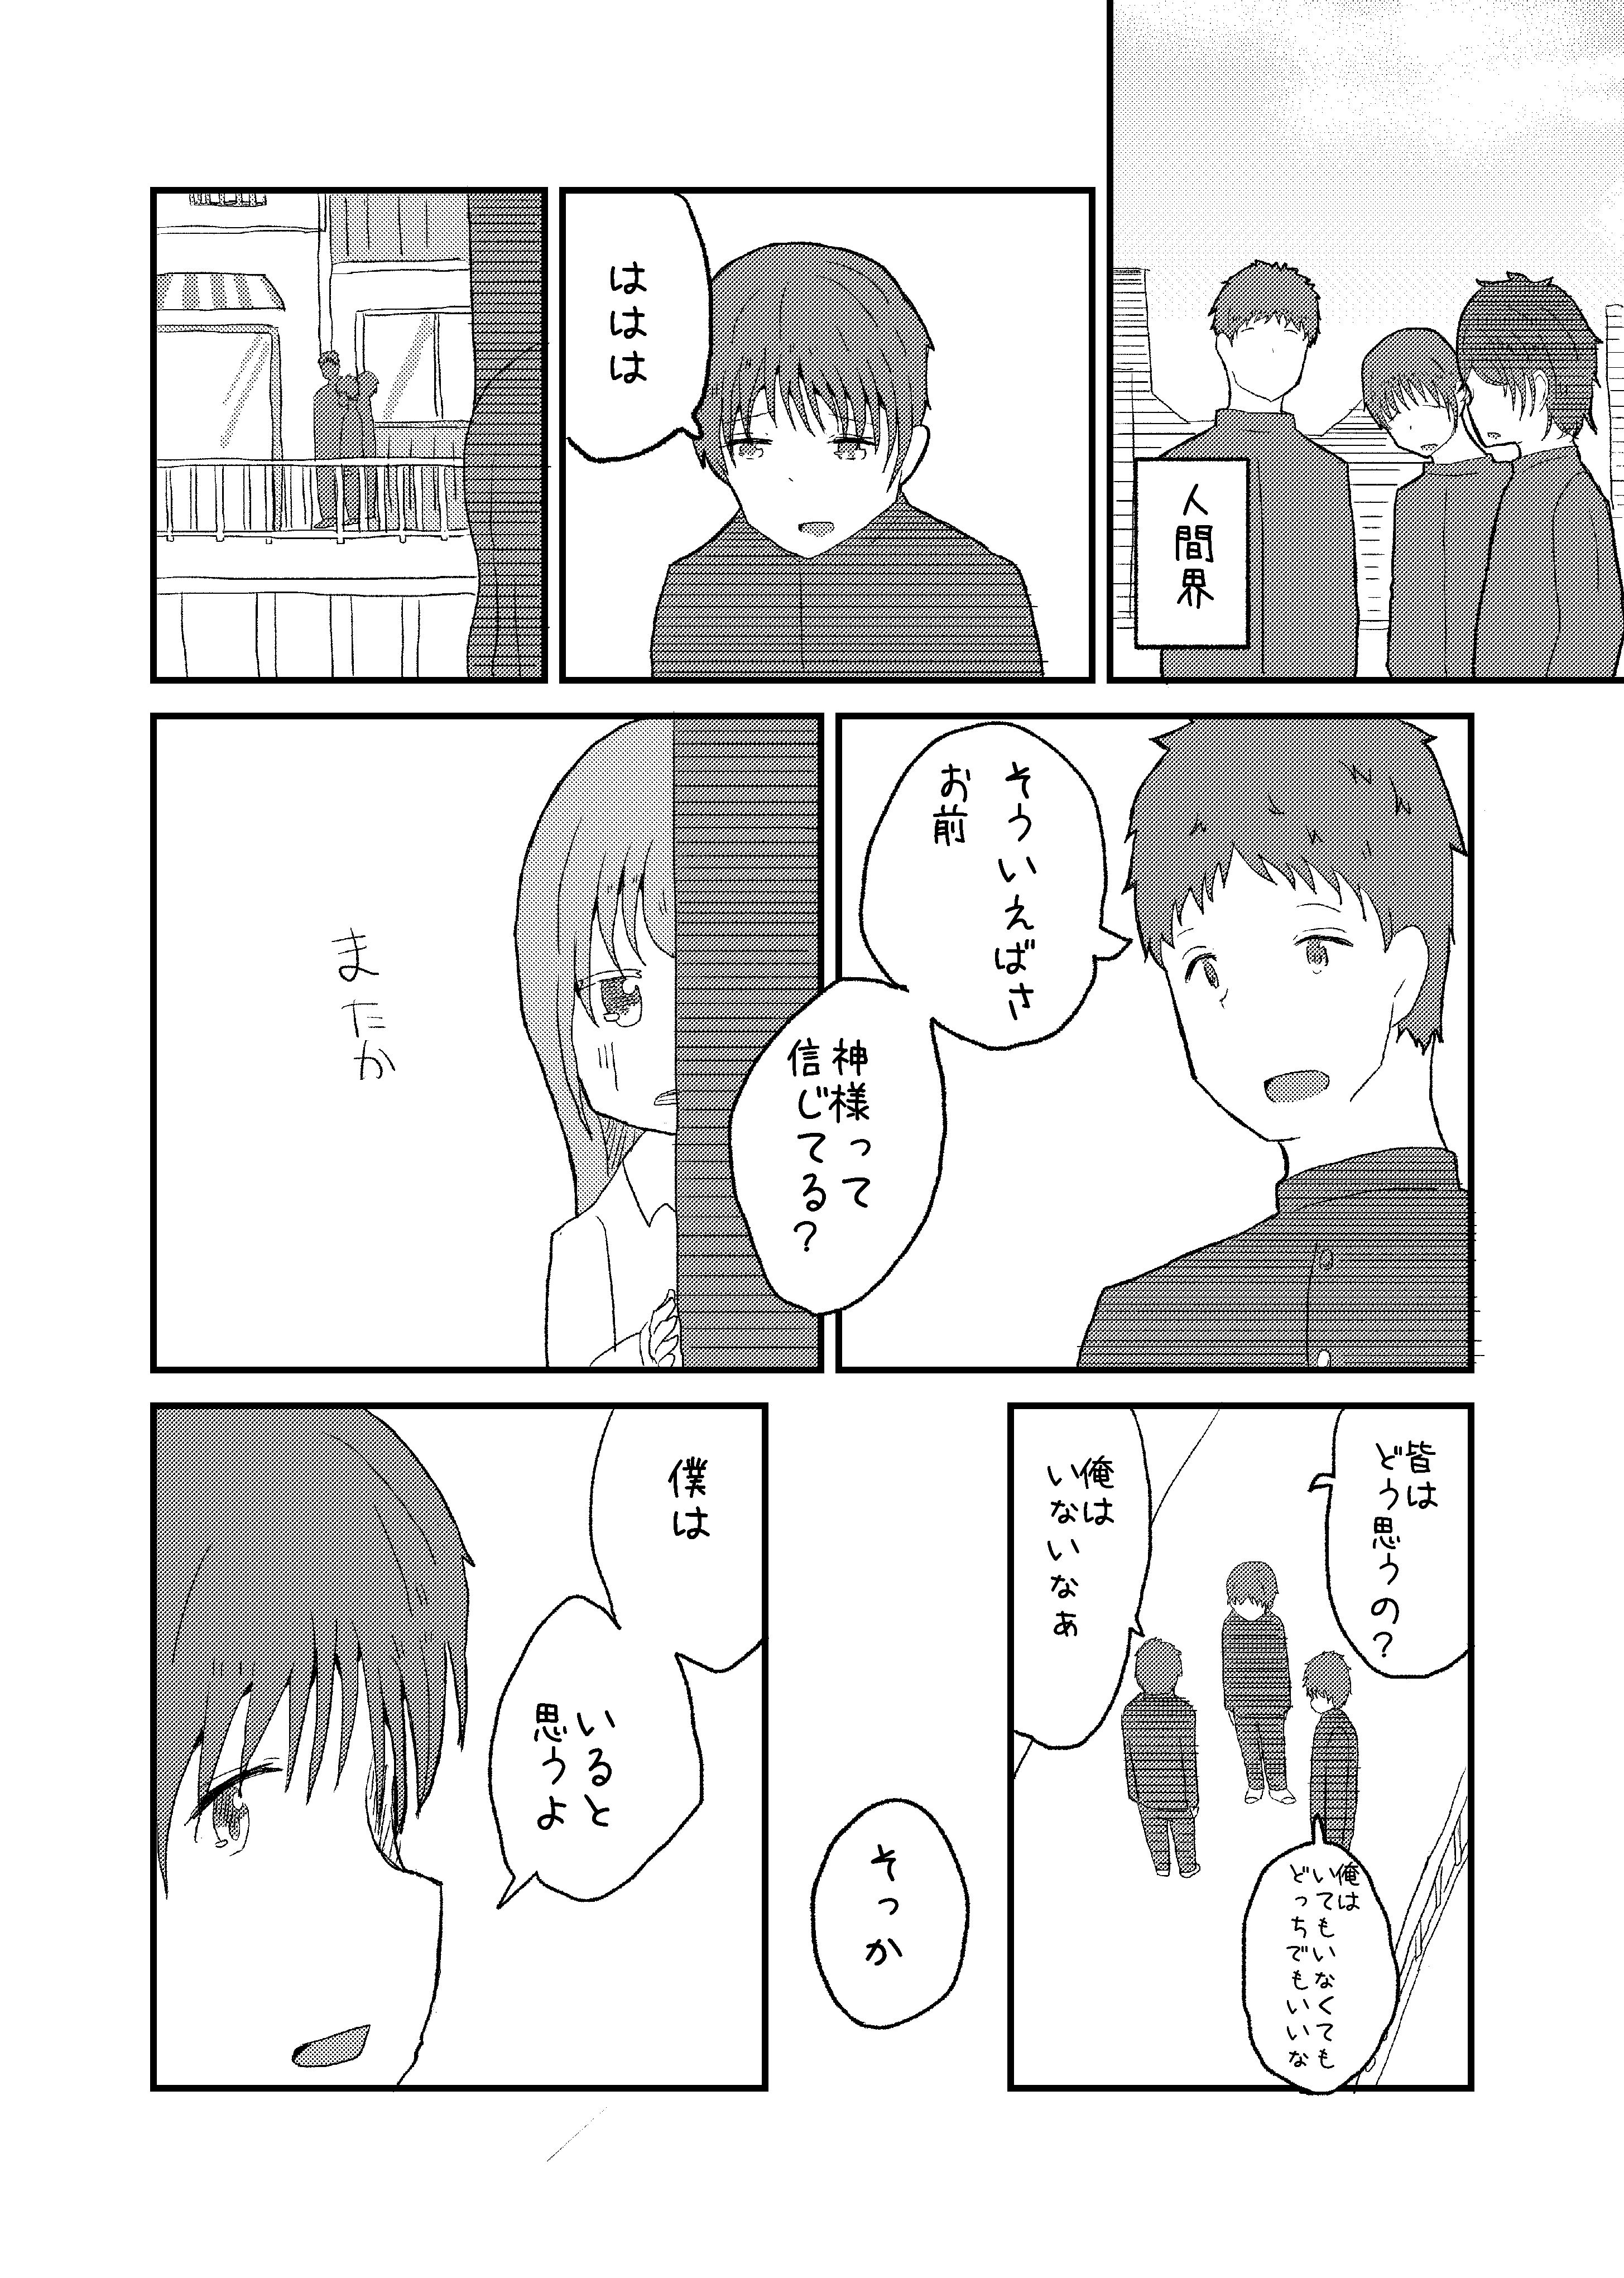 人間界
ははは
そういえばさ
お前
神様って
信じてる?
またか
皆は
どう思うの?
俺は
いないなぁ
俺は
いてもいなくても
どっちでもいいな
そっか
僕は
いると
思うよ